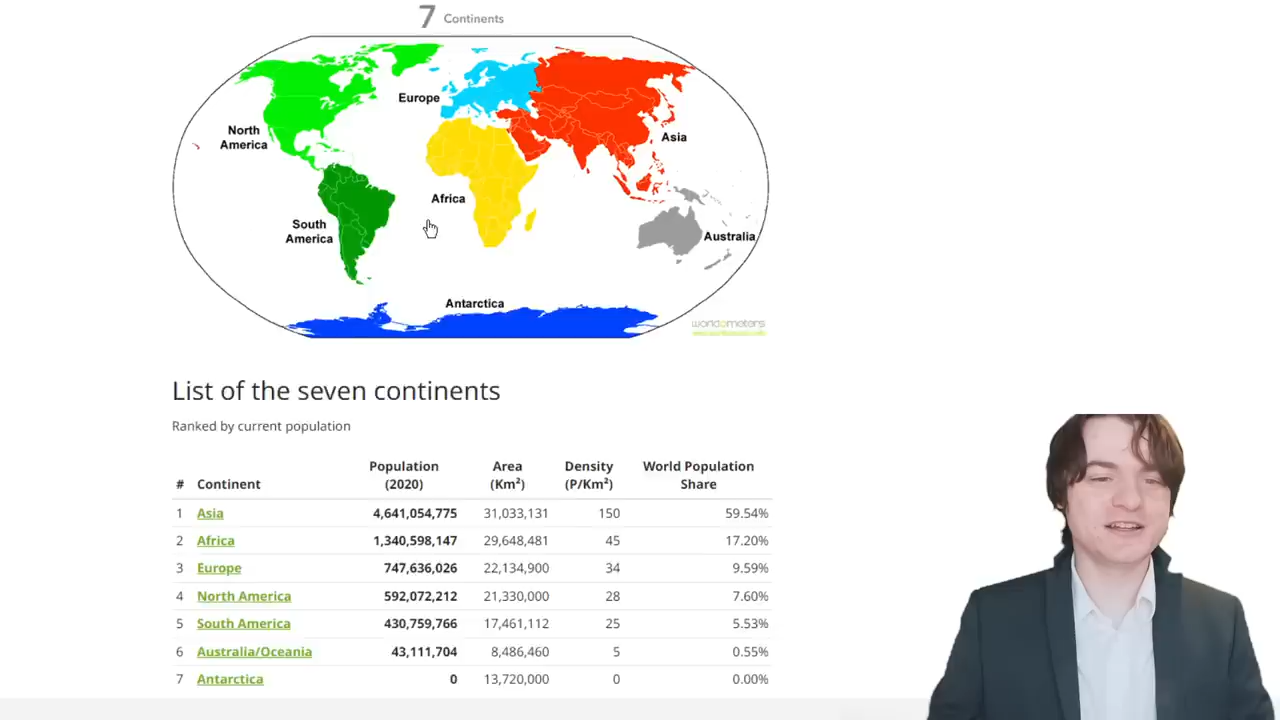 7 Continents
Europe
North
America
Asia
Africa
South
America
Australia
Antarctica
worldometers
List of the seven continents
Ranked by current population
# Continent Population (2020) Area (Km²) Density (P/Km²) World Population Share
1 Asia 4,641,054,775 31,033,131 150 59.54%
2 Africa 1,340,598,147 29,648,481 45 17.20%
3 Europe 747,636,026 22,134,900 34 9.59%
4 North America 592,072,212 21,330,000 28 7.60%
5 South America 430,759,766 17,461,112 25 5.53%
6 Australia/Oceania 43,111,704 8,486,460 5 0.55%
7 Antarctica 0 13,720,000 0 0.00%